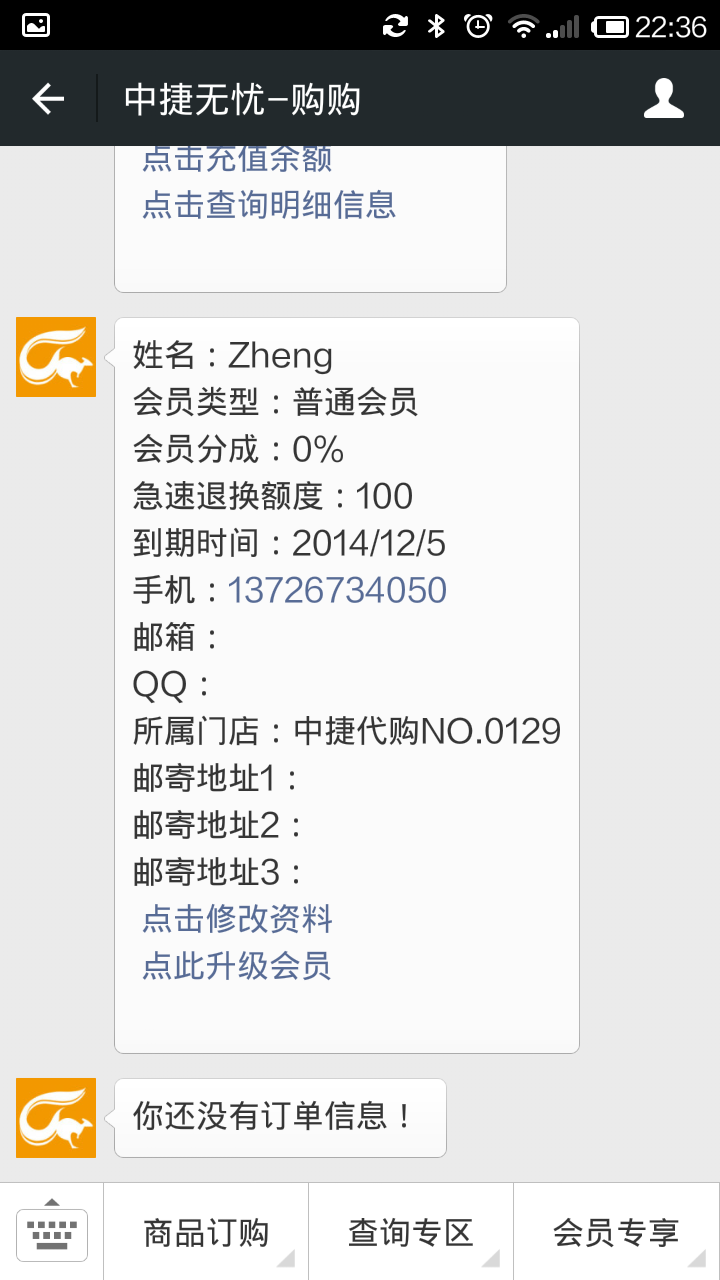 22:36
中捷无忧-购购
点击充值余额
点击查询明细信息
姓名：Zheng
会员类型：普通会员
会员分成：0%
急速退换额度：100
到期时间：2014/12/5
手机：13726734050
邮箱：
QQ：
所属门店：中捷代购NO.0129
邮寄地址1：
邮寄地址2：
邮寄地址3：
点击修改资料
点此升级会员
你还没有订单信息！
商品订购
查询专区
会员专享